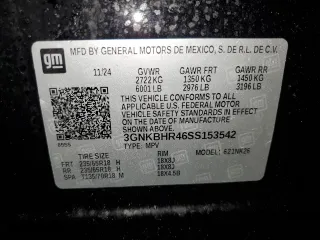 gm
MFD BY GENERAL MOTORS DE MEXICO, S. DE R.L. DE C.V.
11/24 GVWR GAWR FRT GAWR RR
2722 KG 1350 KG 1450 KG
6001 LB 2976 LB 3196 LB
THIS VEHICLE CONFORMS TO ALL
APPLICABLE U.S. FEDERAL MOTOR
VEHICLE SAFETY STANDARDS IN
EFFECT ON THE DATE OF
MANUFACTURE SHOWN ABOVE.
3GNKBHR46SS153542
TYPE: MPV MODEL: 621NK26
TIRE SIZE RIM
FRT 235/65R18 H 18X8J
RR 235/65R18 H 18X8J
SPA T135/70R18 M 18X4.5B